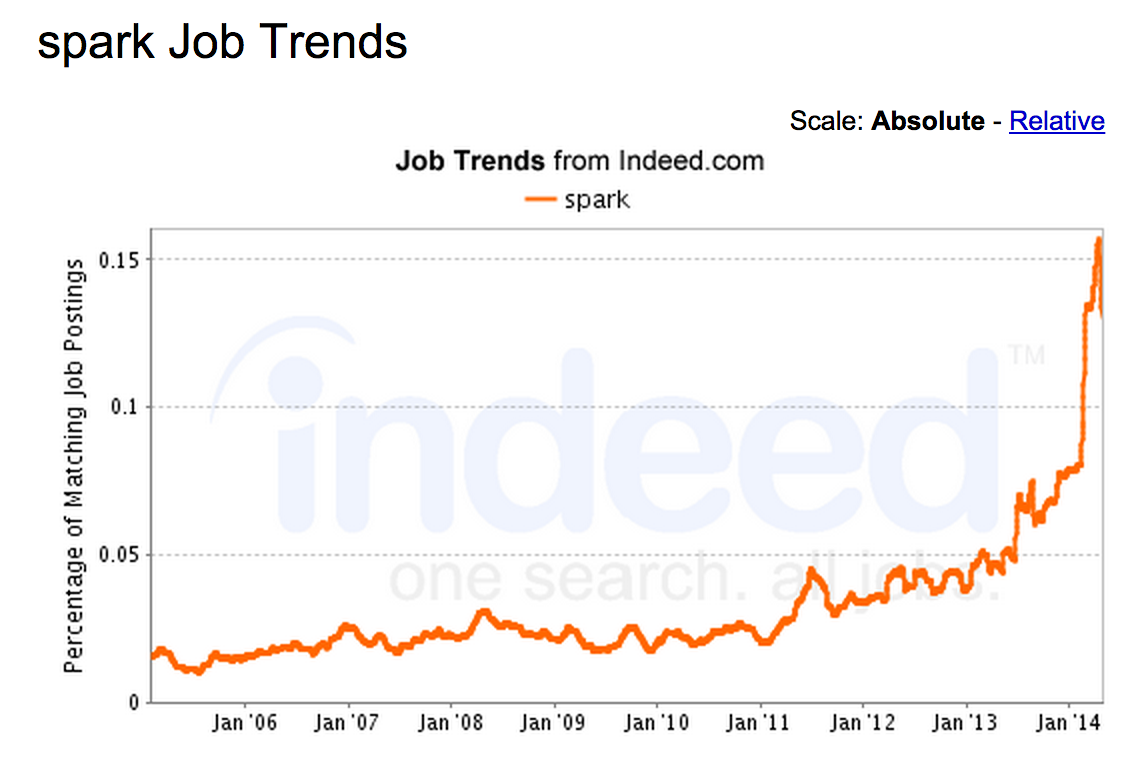 spark Job Trends
Scale: Absolute - Relative
Job Trends from Indeed.com
spark
Percentage of Matching Job Postings
0.15
0.1
0.05
0
indeed TM
one search. all jobs.
Jan '06 Jan '07 Jan '08 Jan '09 Jan '10 Jan '11 Jan '12 Jan '13 Jan '14